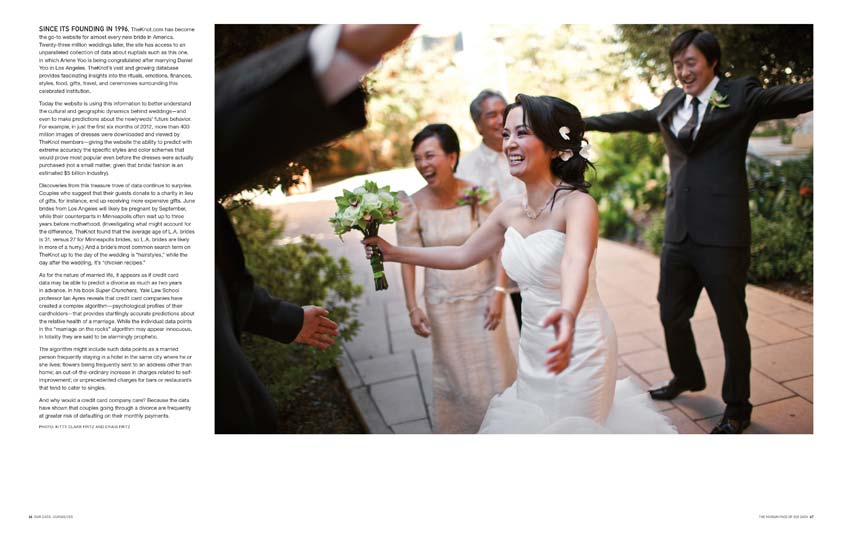 SINCE ITS FOUNDING IN 1996, TheKnot.com has become
the go-to website for almost every new bride in America.
Twenty-three million weddings later, the site has access to an
unparalleled collection of data about nuptials such as this one,
in which Arlene Yoo is being congratulated after marrying Daniel
Yoo in Los Angeles. TheKnot's vast and growing database
provides fascinating insights into the rituals, emotions, finances,
styles, food, gifts, travel, and ceremonies surrounding this
celebrated institution.
Today the website is using this information to better understand
the cultural and geographic dynamics behind weddings—and
even to make predictions about the newlyweds' future behavior.
For example, in just the first six months of 2012, more than 400
million images of dresses were downloaded and viewed by
TheKnot members—giving the website the ability to predict with
extreme accuracy the specific styles and color schemes that
would prove most popular even before the dresses were actually
purchased (not a small matter, given that bridal fashion is an
estimated $5 billion industry).
Discoveries from this treasure trove of data continue to surprise.
Couples who suggest that their guests donate to a charity in lieu
of gifts, for instance, end up receiving more expensive gifts. June
brides from Los Angeles will likely be pregnant by September,
while their counterparts in Minneapolis often wait up to three
years before motherhood. (Investigating what might account for
the difference, TheKnot found that the average age of L.A. brides
is 31, versus 27 for Minneapolis brides, so L.A. brides are likely
in more of a hurry.) And a bride's most common search term on
TheKnot up to the day of the wedding is "hairstyles," while the
day after the wedding, it's "chicken recipes."
As for the nature of married life, it appears as if credit card
data may be able to predict a divorce as much as two years
in advance. In his book Super Crunchers, Yale Law School
professor Ian Ayres reveals that credit card companies have
created a complex algorithm—psychological profiles of their
cardholders—that provides startlingly accurate predictions about
the relative health of a marriage. While the individual data points
in the "marriage on the rocks" algorithm may appear innocuous,
in totality they are said to be alarmingly prophetic.
The algorithm might include such data points as a married
person frequently staying in a hotel in the same city where he or
she lives; flowers being frequently sent to an address other than
home; an out-of-the-ordinary increase in charges related to self-
improvement; or unprecedented charges for bars or restaurants
that tend to cater to singles.
And why would a credit card company care? Because the data
have shown that couples going through a divorce are frequently
at greater risk of defaulting on their monthly payments.
PHOTO: KITTY CLARK FRITZ AND CRAIG FRITZ
OUR DATA, OURSELVES
THE HUMAN FACE OF BIG DATA 47